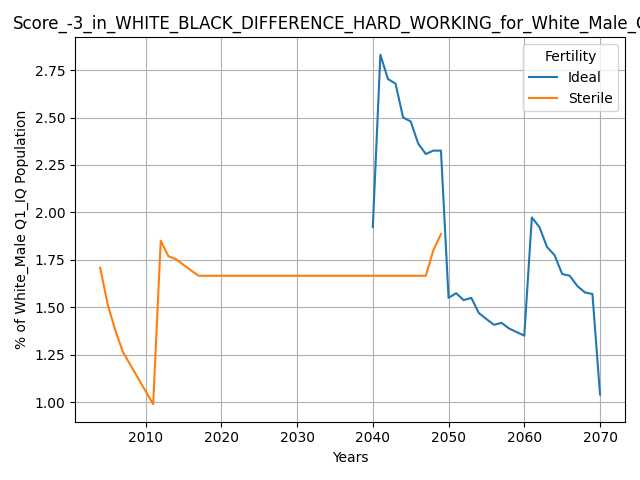 Score_-3_in_WHITE_BLACK_DIFFERENCE_HARD_WORKING_for_White_Male_
Fertility
Ideal
Sterile
% of White_Male Q1_IQ Population
2.75
2.50
2.25
2.00
1.75
1.50
1.25
1.00
2010
2020
2030
2040
2050
2060
2070
Years